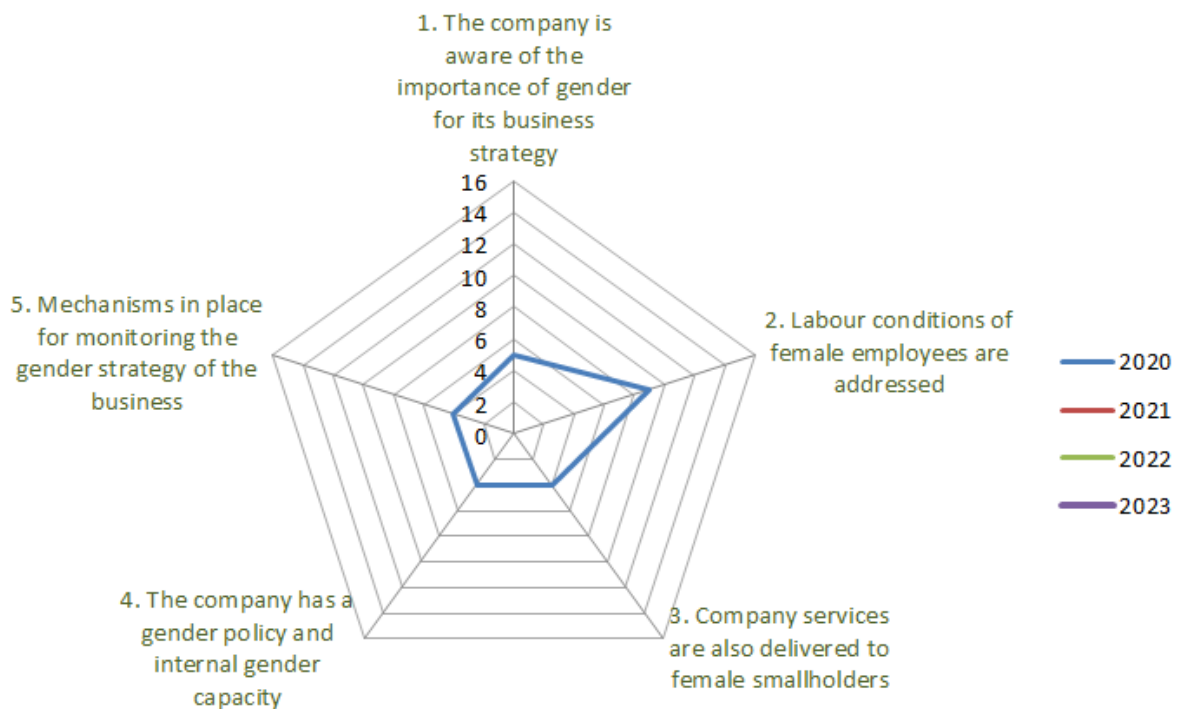 1. The company is
aware of the
importance of gender
for its business
strategy
16
14
12
10
8
6
4
2
0
2. Labour conditions of
female employees are
addressed
3. Company services
are also delivered to
female smallholders
4. The company has a
gender policy and
internal gender
capacity
5. Mechanisms in place
for monitoring the
gender strategy of the
business
2020
2021
2022
2023